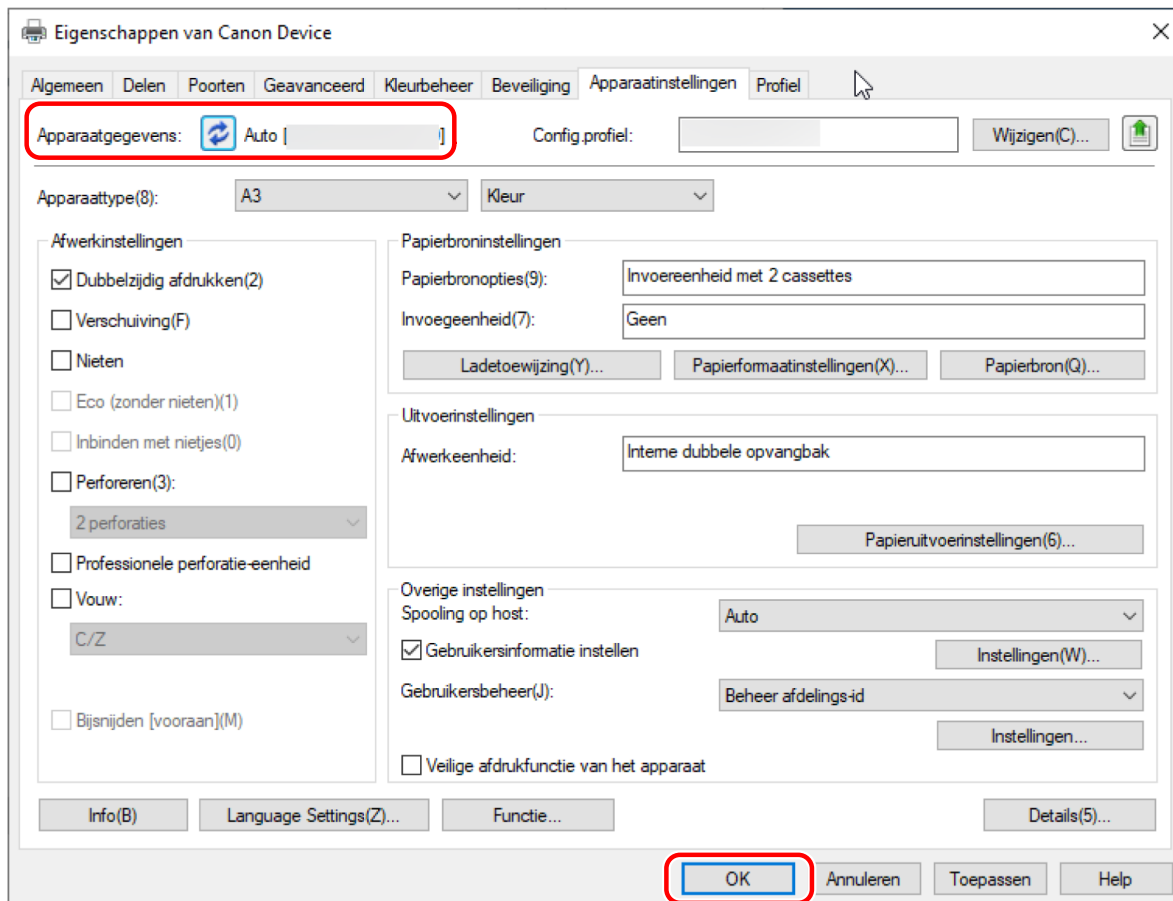 Eigenschappen van Canon Device
Algemeen Delen Poorten Geavanceerd Kleurbeheer Beveiliging Apparaatinstellingen Profiel
Apparaatgegevens: Auto [ ] Config.profiel: Wijzigen(C)...
Apparaattype(8): A3 Kleur
Afwerkinstellingen
Dubbelzijdig afdrukken(2)
Verschuiving(F)
Nieten
Eco (zonder nieten)(1)
Inbinden met nietjes(0)
Perforeren(3):
2 perforaties
Professionele perforatie-eenheid
Vouw:
C/Z
Bijsnijden [vooraan](M)
Papierbroninstellingen
Papierbronopties(9): Invoereenheid met 2 cassettes
Invoegeenheid(7): Geen
Ladetoewijzing(Y)... Papierformaatinstellingen(X)... Papierbron(Q)...
Uitvoerinstellingen
Afwerkeenheid: Interne dubbele opvangbak
Papieruitvoerinstellingen(6)...
Overige instellingen
Spooling op host: Auto
Gebruikersinformatie instellen Instellingen(W)...
Gebruikersbeheer(J): Beheer afdelings-id
Instellingen...
Veilige afdrukfunctie van het apparaat
Info(B) Language Settings(Z)... Functie... Details(5)...
OK Annuleren Toepassen Help